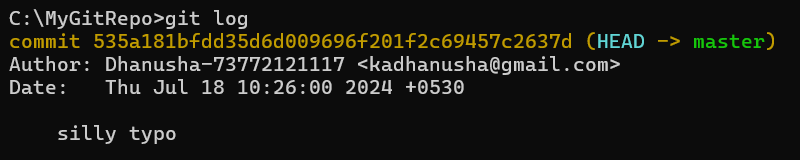 C:\MyGitRepo>git log
commit 535a181bfdd35d6d009696f201f2c69457c2637d (HEAD -> master)
Author: Dhanusha-73772121117 <kadhanusha@gmail.com>
Date:   Thu Jul 18 10:26:00 2024 +0530
    silly typo